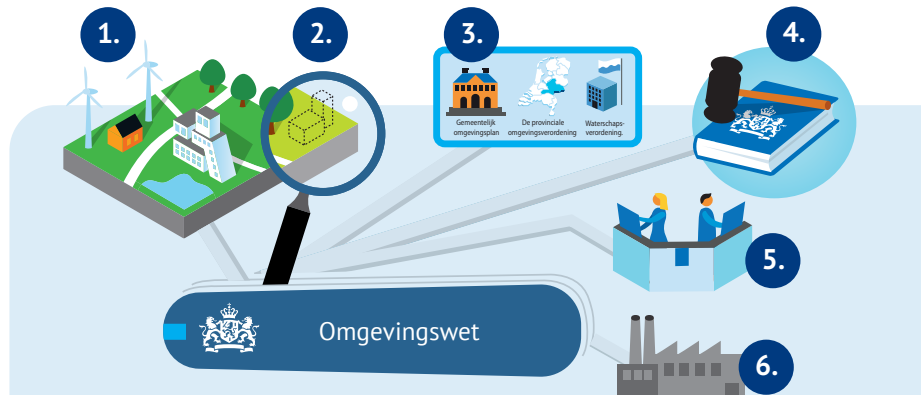 1.
2.
3.
4.
Gemeentelijk
omgevingsplan
De provinciale
omgevingsverordening
Waterschaps-
verordening.
5.
Omgevingswet
6.